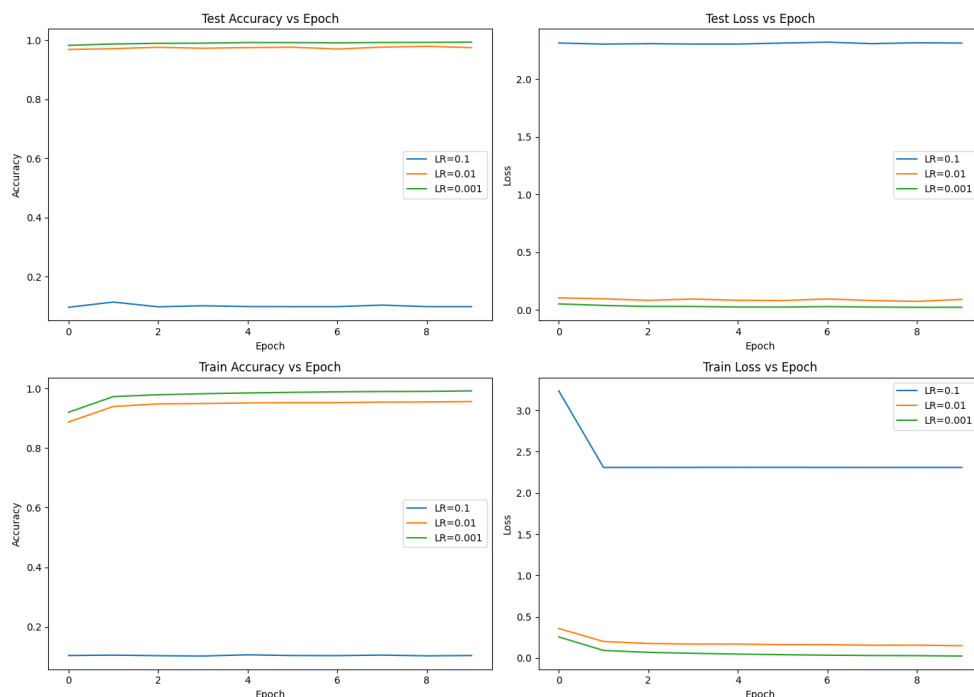 Test Accuracy vs Epoch
1.0
0.8
0.6
0.4
0.2
Accuracy
0 2 4 6 8
Epoch
LR=0.1
LR=0.01
LR=0.001
Test Loss vs Epoch
2.0
1.5
1.0
0.5
0.0
Loss
0 2 4 6 8
Epoch
LR=0.1
LR=0.01
LR=0.001
Train Accuracy vs Epoch
1.0
0.8
0.6
0.4
0.2
Accuracy
0 2 4 6 8
Epoch
LR=0.1
LR=0.01
LR=0.001
Train Loss vs Epoch
3.0
2.5
2.0
1.5
1.0
0.5
0.0
Loss
0 2 4 6 8
Epoch
LR=0.1
LR=0.01
LR=0.001